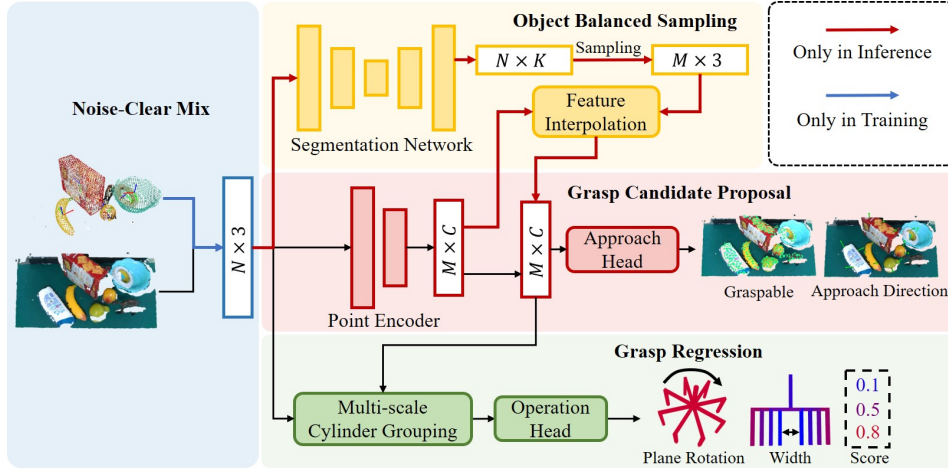 Object Balanced Sampling
Only in Inference
Only in Training
Noise-Clear Mix
N × K
Sampling
M × 3
Feature
Interpolation
Segmentation Network
Grasp Candidate Proposal
N × 3
M × C
M × C
Approach
Head
Point Encoder
Graspable
Approach Direction
Grasp Regression
Multi-scale
Cylinder Grouping
Operation
Head
0.1
0.5
0.8
Plane Rotation
Width
Score